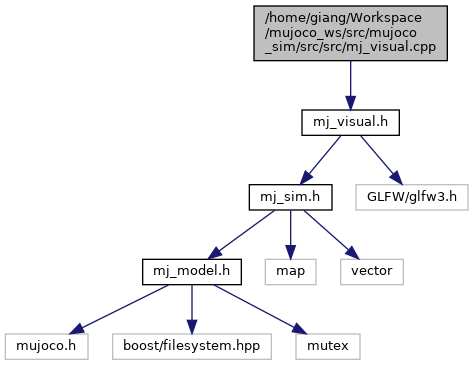 /home/giang/Workspace
/mujoco_ws/src/mujoco
_sim/src/src/mj_visual.cpp
mj_visual.h
mj_sim.h
GLFW/glfw3.h
mj_model.h
map
vector
mujoco.h
boost/filesystem.hpp
mutex